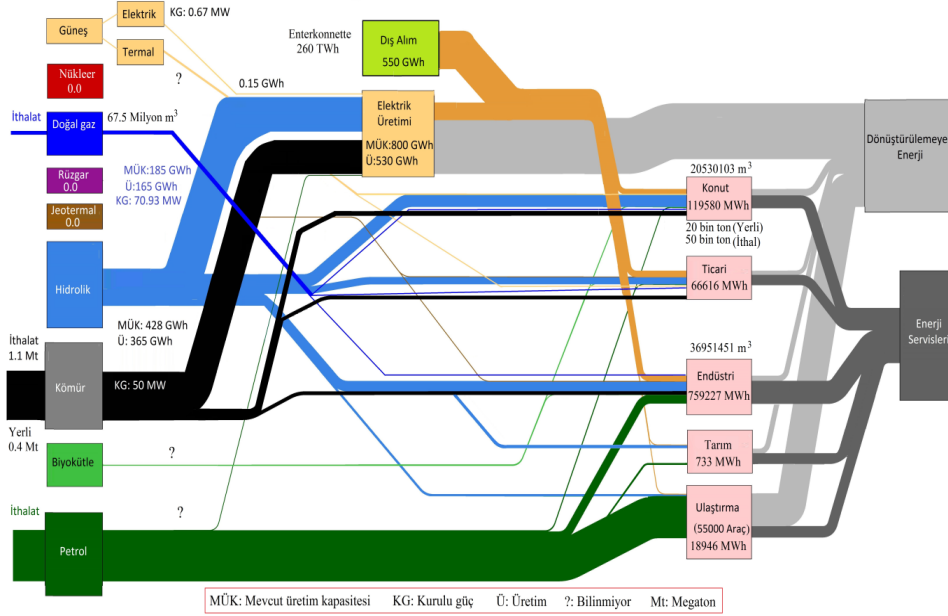 Güneş
Elektrik
KG: 0.67 MW
Termal
?
0.15 GWh
Enterkonnette
260 TWh
Dış Alım
550 GWh
Nükleer
0.0
İthalat
Doğal gaz
67.5 Milyon m³
Elektrik
Üretimi
MÜK:800 GWh
Ü:530 GWh
Dönüştürülemeye
Enerji
Rüzgar
0.0
MÜK:185 GWh
Ü:165 GWh
KG: 70.93 MW
Jeotermal
0.0
20530103 m³
Konut
119580 MWh
20 bin ton (Yerli)
50 bin ton (İthal)
Hidrolik
Ticari
66616 MWh
MÜK: 428 GWh
Ü: 365 GWh
Enerji
Servisleri
İthalat
1.1 Mt
Kömür
KG: 50 MW
36951451 m³
Endüstri
759227 MWh
Yerli
0.4 Mt
Biyokütle
?
Tarım
733 MWh
İthalat
Petrol
?
Ulaştırma
(55000 Araç)
18946 MWh
MÜK: Mevcut üretim kapasitesi KG: Kurulu güç Ü: Üretim ?: Bilinmiyor Mt: Megaton